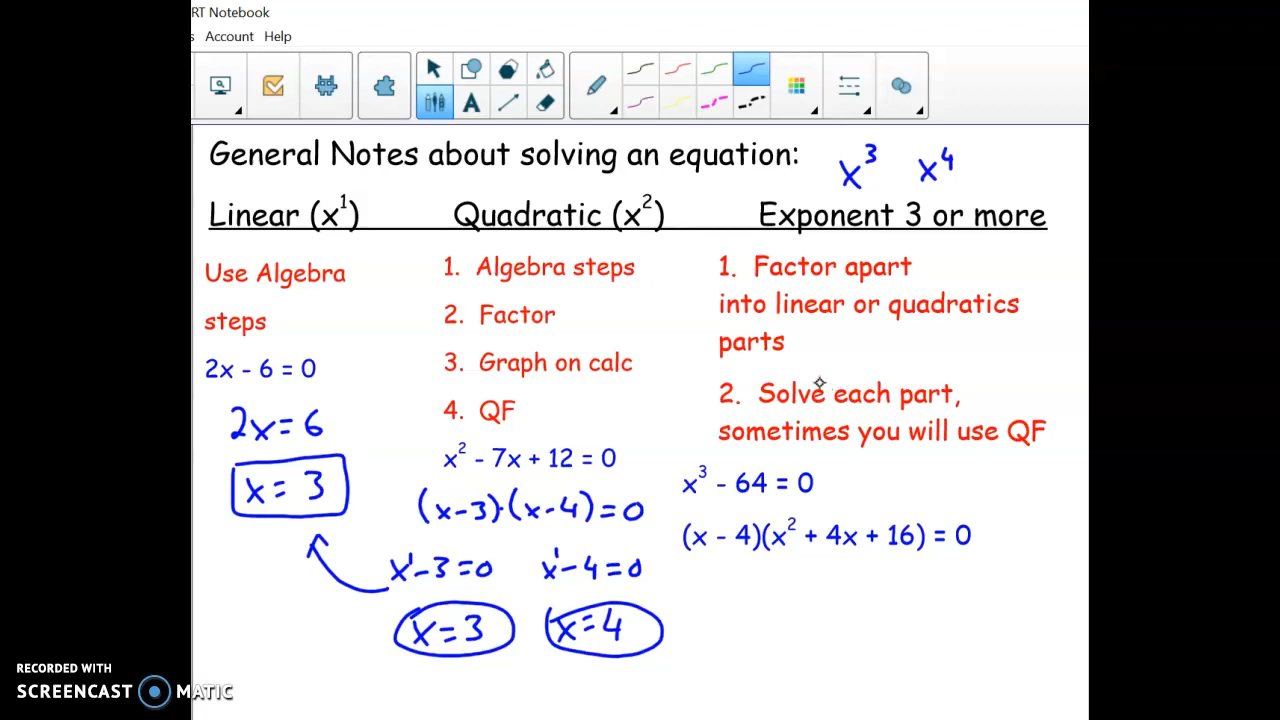 RT Notebook
s Account Help
General Notes about solving an equation:
x³ x⁴
Linear (x¹) Quadratic (x²) Exponent 3 or more
Use Algebra
steps
2x - 6 = 0
2x = 6
x = 3
1. Algebra steps
2. Factor
3. Graph on calc
4. QF
x² - 7x + 12 = 0
(x-3)·(x-4)=0
x¹-3=0 x¹-4=0
x=3 x=4
1. Factor apart
into linear or quadratics
parts
2. Solve each part,
sometimes you will use QF
x³ - 64 = 0
(x - 4)(x² + 4x + 16) = 0
RECORDED WITH
SCREENCAST MATIC